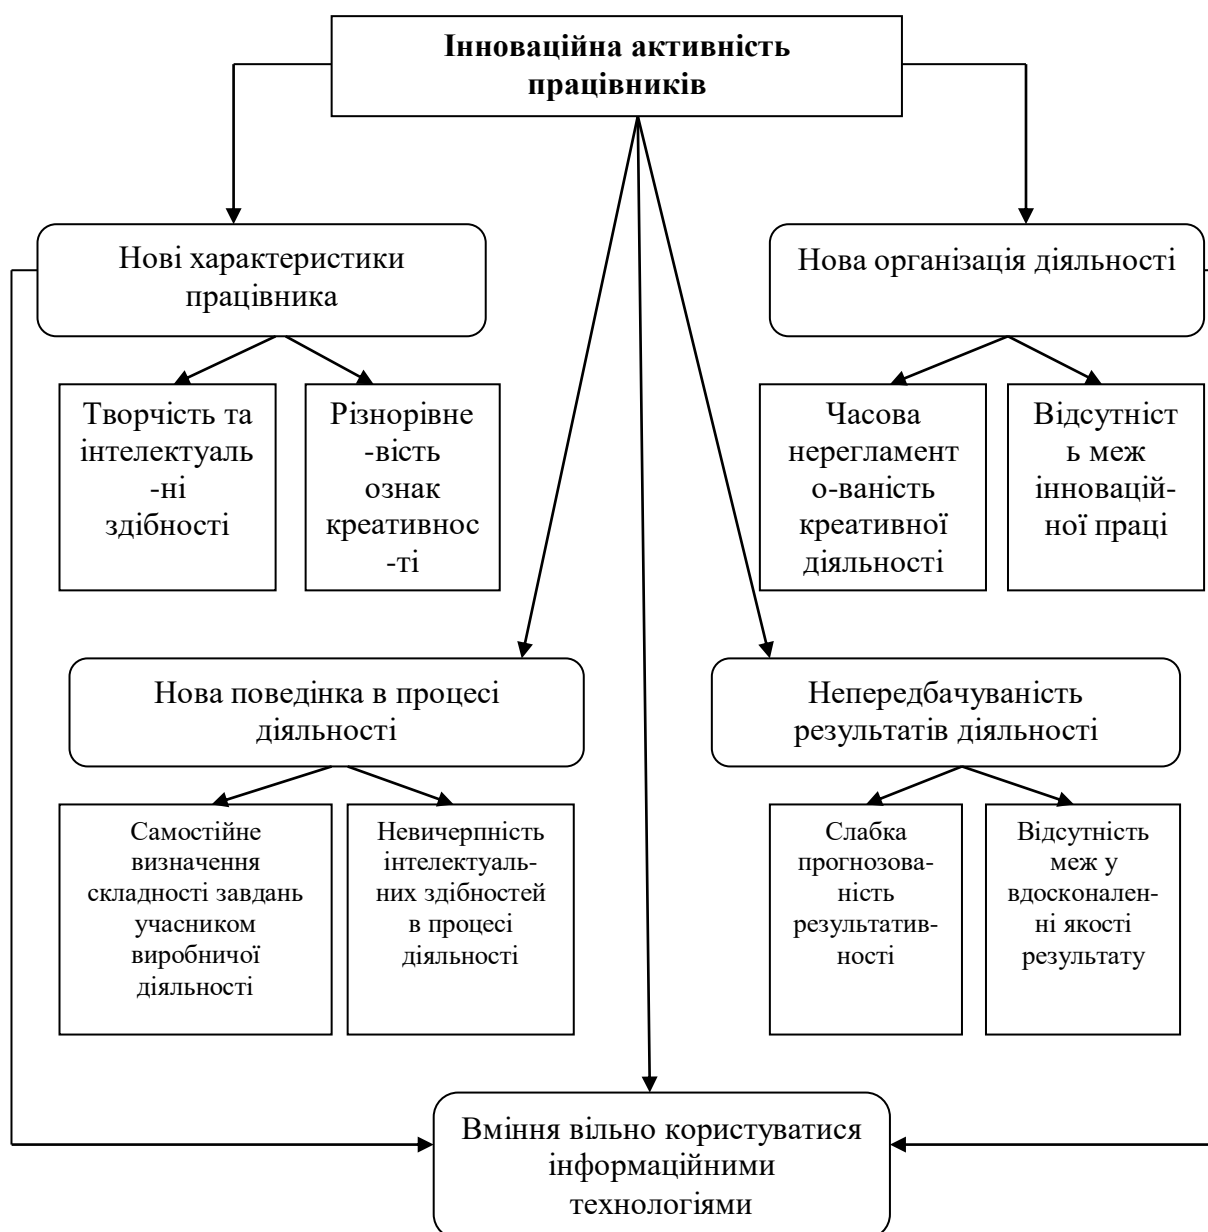 Інноваційна активність
працівників
Нові характеристики
працівника
Нова організація діяльності
Творчість та
інтелектуаль
-ні
здібності
Різнорівне
-вість
ознак
креативнос
-ті
Часова
нерегламент
о-ваність
креативної
діяльності
Відсутніст
ь меж
інновацій-
ної праці
Нова поведінка в процесі
діяльності
Непередбачуваність
результатів діяльності
Самостійне
визначення
складності завдань
учасником
виробничої
діяльності
Невичерпність
інтелектуаль-
них здібностей
в процесі
діяльності
Слабка
прогнозова-
ність
результатив-
ності
Відсутність
меж у
вдосконален-
ні якості
результату
Вміння вільно користуватися
інформаційними
технологіями